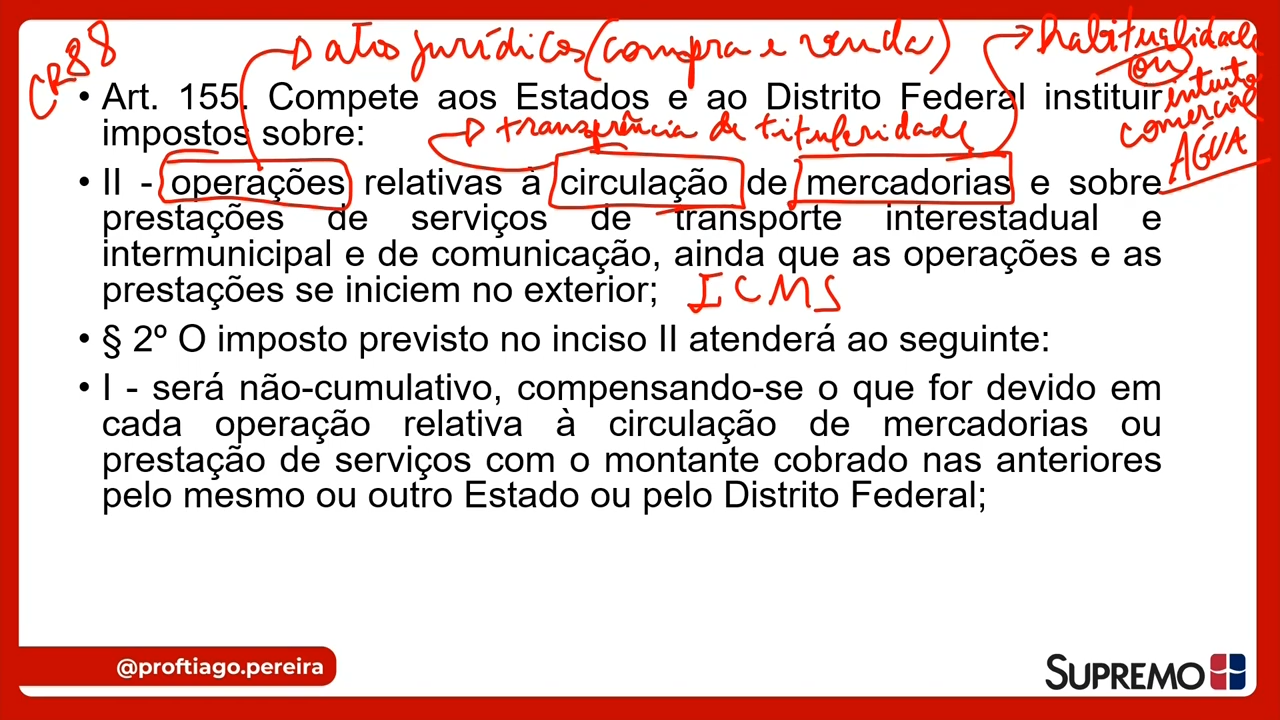 CR88
atos jurídicos (compra e venda)
habitualidade
ou
intuito
comercial
ÁGUA
• Art. 155. Compete aos Estados e ao Distrito Federal instituir
impostos sobre:
transferência de titularidade
• II - operações relativas à circulação de mercadorias e sobre
prestações de serviços de transporte interestadual e
intermunicipal e de comunicação, ainda que as operações e as
prestações se iniciem no exterior;
ICMS
• § 2º O imposto previsto no inciso II atenderá ao seguinte:
• I - será não-cumulativo, compensando-se o que for devido em
cada operação relativa à circulação de mercadorias ou
prestação de serviços com o montante cobrado nas anteriores
pelo mesmo ou outro Estado ou pelo Distrito Federal;
@proftiago.pereira
SUPREMO